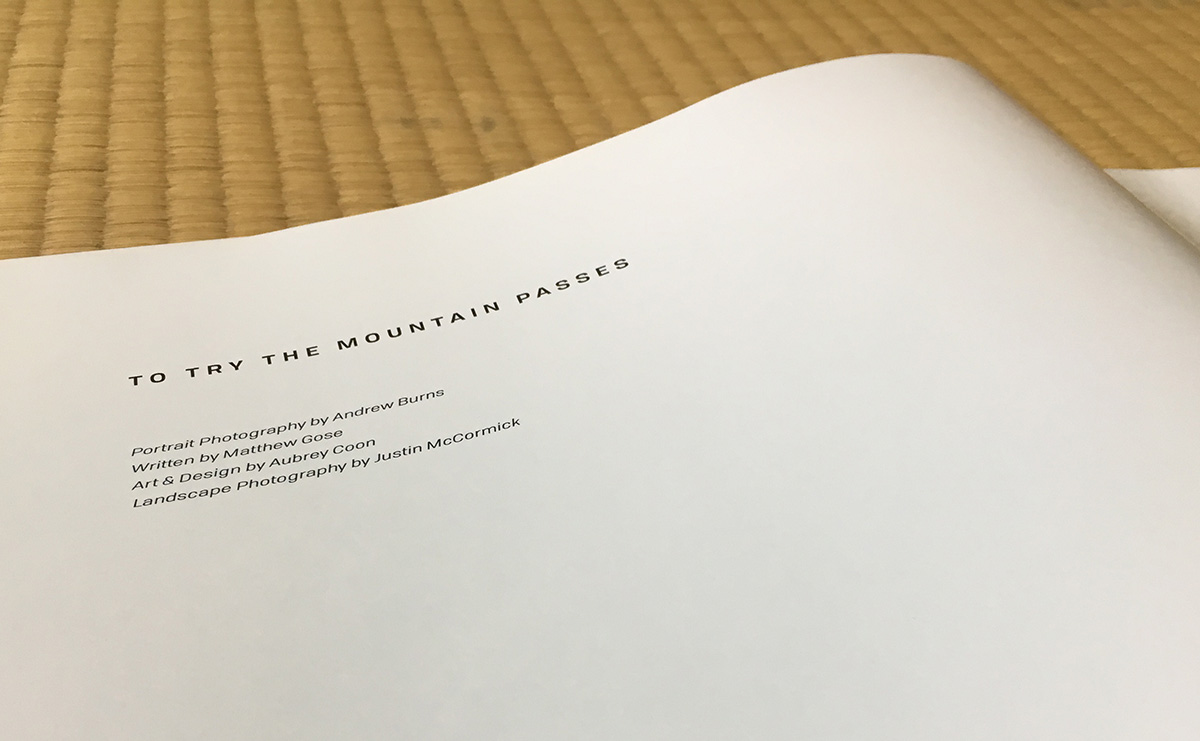 TO TRY THE MOUNTAIN PASSES
Portrait Photography by Andrew Burns
Written by Matthew Gose
Art & Design by Aubrey Coon
Landscape Photography by Justin McCormick